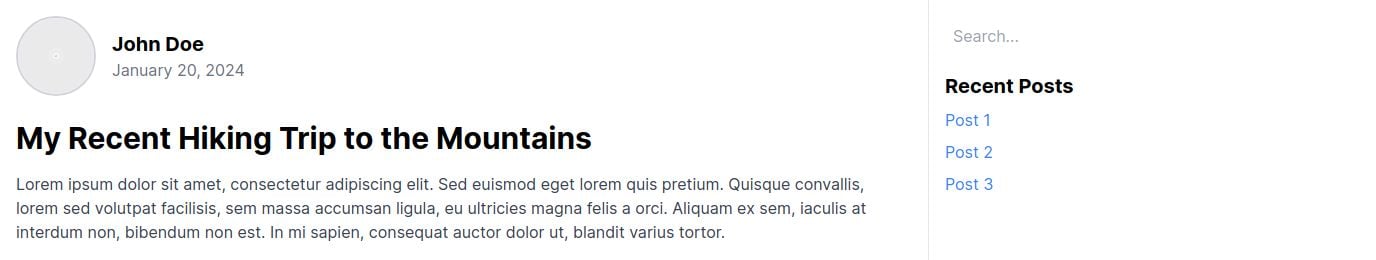 John Doe
January 20, 2024
My Recent Hiking Trip to the Mountains
Lorem ipsum dolor sit amet, consectetur adipiscing elit. Sed euismod eget lorem quis pretium. Quisque convallis,
lorem sed volutpat facilisis, sem massa accumsan ligula, eu ultricies magna felis a orci. Aliquam ex sem, iaculis at
interdum non, bibendum non est. In mi sapien, consequat auctor dolor ut, blandit varius tortor.
Search...
Recent Posts
Post 1
Post 2
Post 3